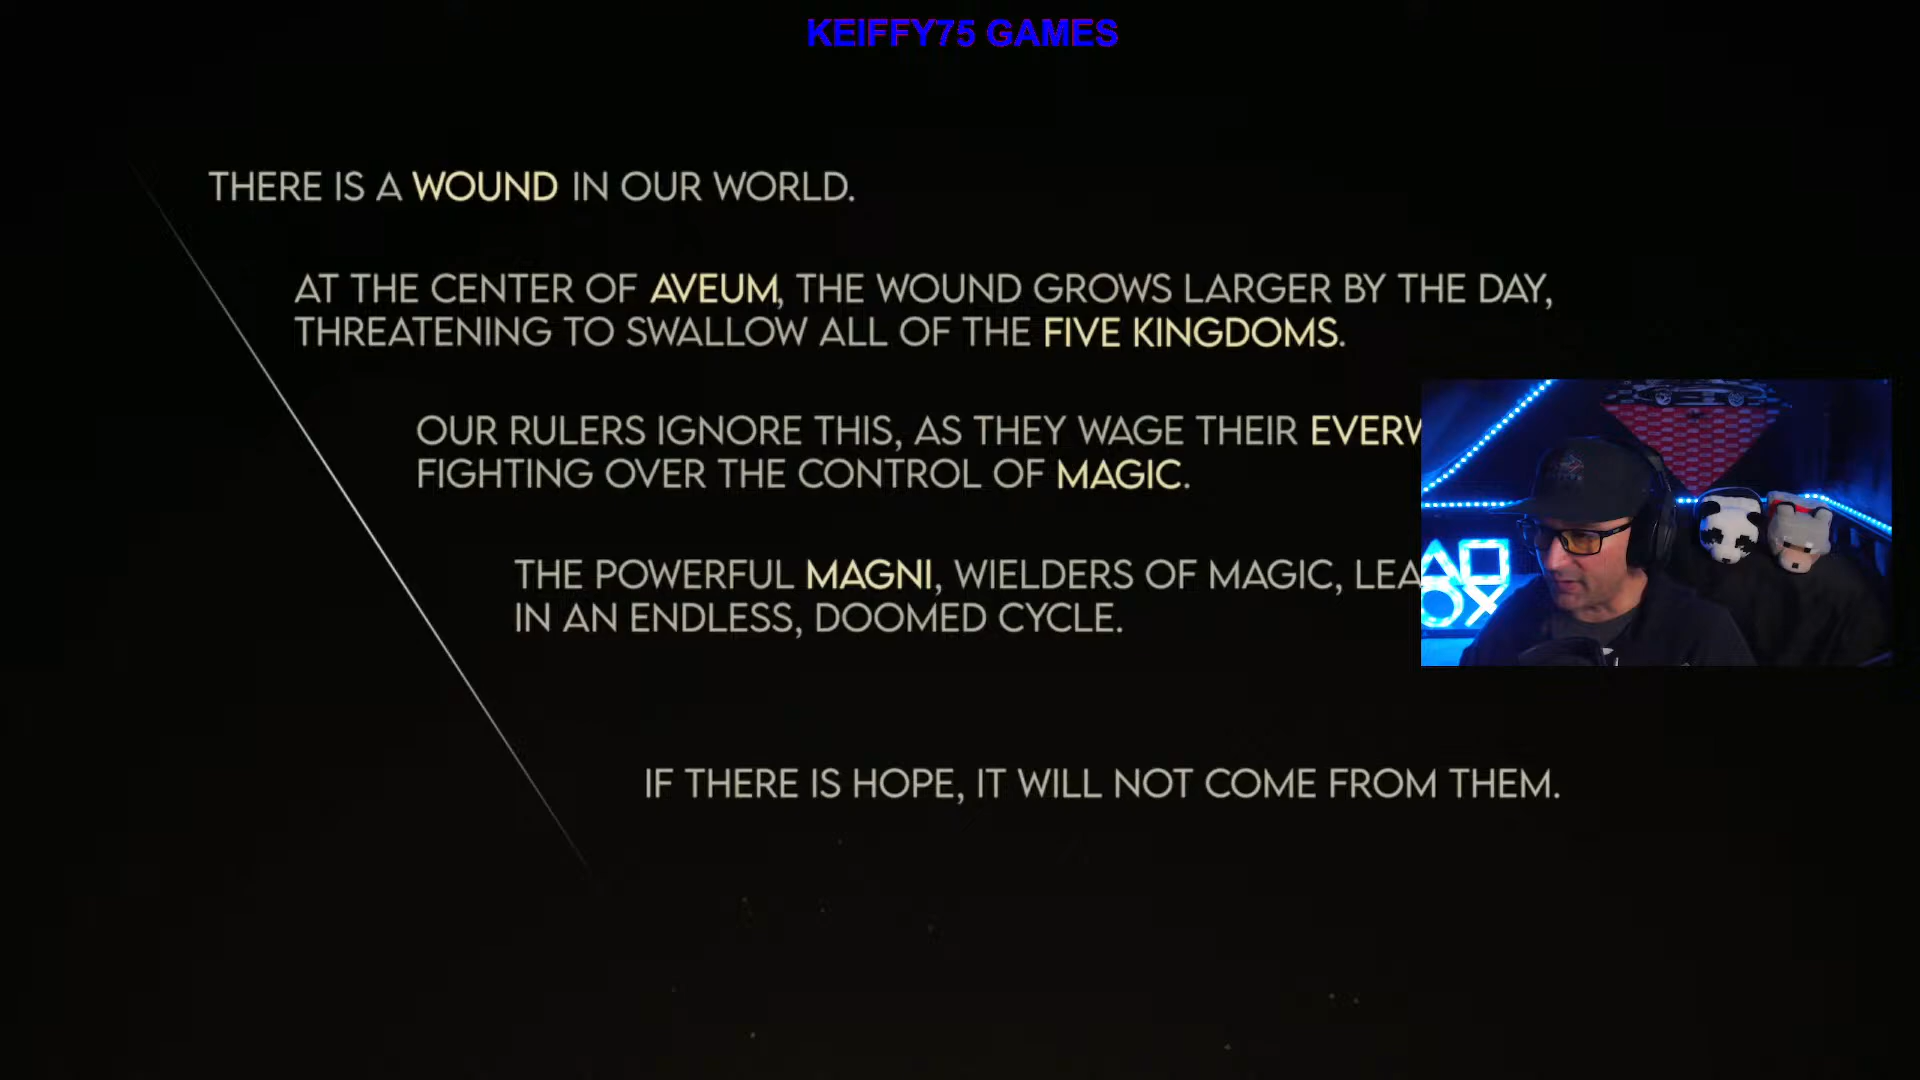 KEIFFY75 GAMES
THERE IS A WOUND IN OUR WORLD.
AT THE CENTER OF AVEUM, THE WOUND GROWS LARGER BY THE DAY,
THREATENING TO SWALLOW ALL OF THE FIVE KINGDOMS.
OUR RULERS IGNORE THIS, AS THEY WAGE THEIR
FIGHTING OVER THE CONTROL OF MAGIC.
THE POWERFUL MAGNI, WIELDERS OF MAGIC,
IN AN ENDLESS, DOOMED CYCLE.
IF THERE IS HOPE, IT WILL NOT COME FROM THEM.